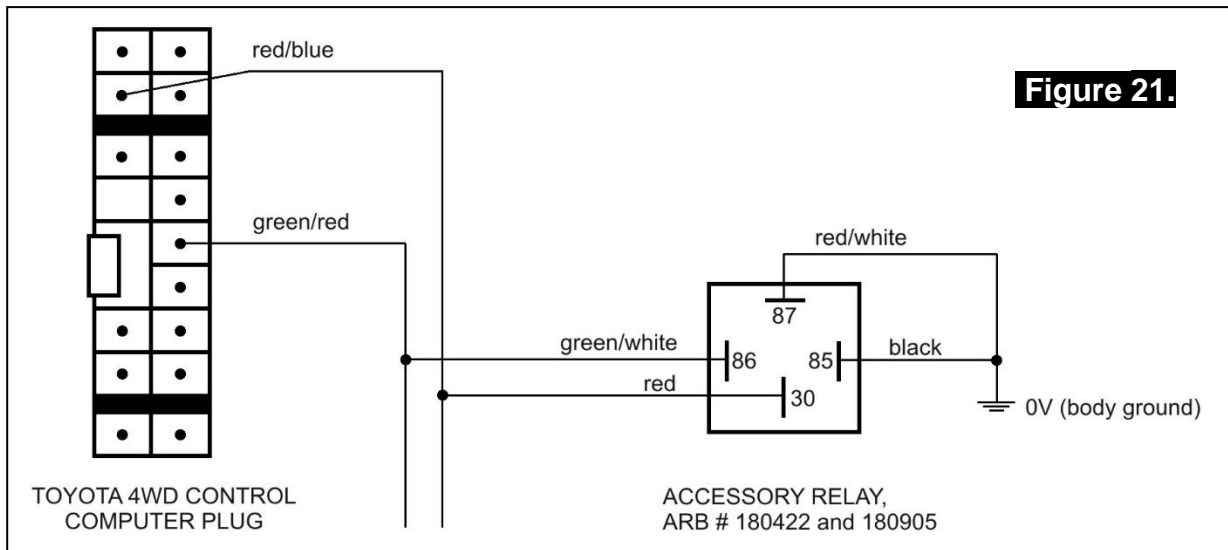 red/blue
Figure 21.
green/red
red/white
87
green/white
86
85
black
red
30
0V (body ground)
TOYOTA 4WD CONTROL
COMPUTER PLUG
ACCESSORY RELAY,
ARB # 180422 and 180905